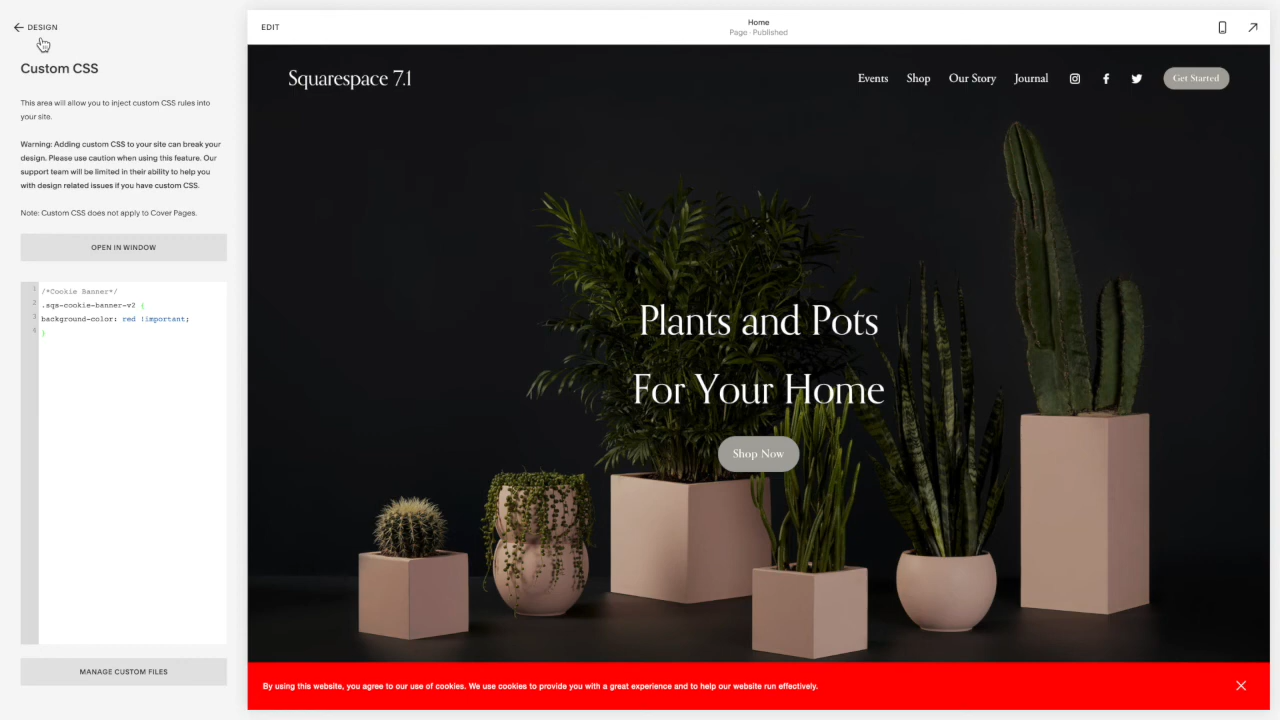 DESIGN
Custom CSS
This area will allow you to inject custom CSS rules into
your site.
Warning: Adding custom CSS to your site can break your
design. Please use caution when using this feature. Our
support team will be limited in their ability to help you
with design related issues if you have custom CSS.
Note: Custom CSS does not apply to Cover Pages.
OPEN IN WINDOW
1 /*Cookie Banner*/
2 .sqs-cookie-banner-v2 {
3 background-color: red !important;
4 }
MANAGE CUSTOM FILES
EDIT
Home
Page · Published
Squarespace 7.1
Events Shop Our Story Journal Get Started
Plants and Pots
For Your Home
Shop Now
By using this website, you agree to our use of cookies. We use cookies to provide you with a great experience and to help our website run effectively.